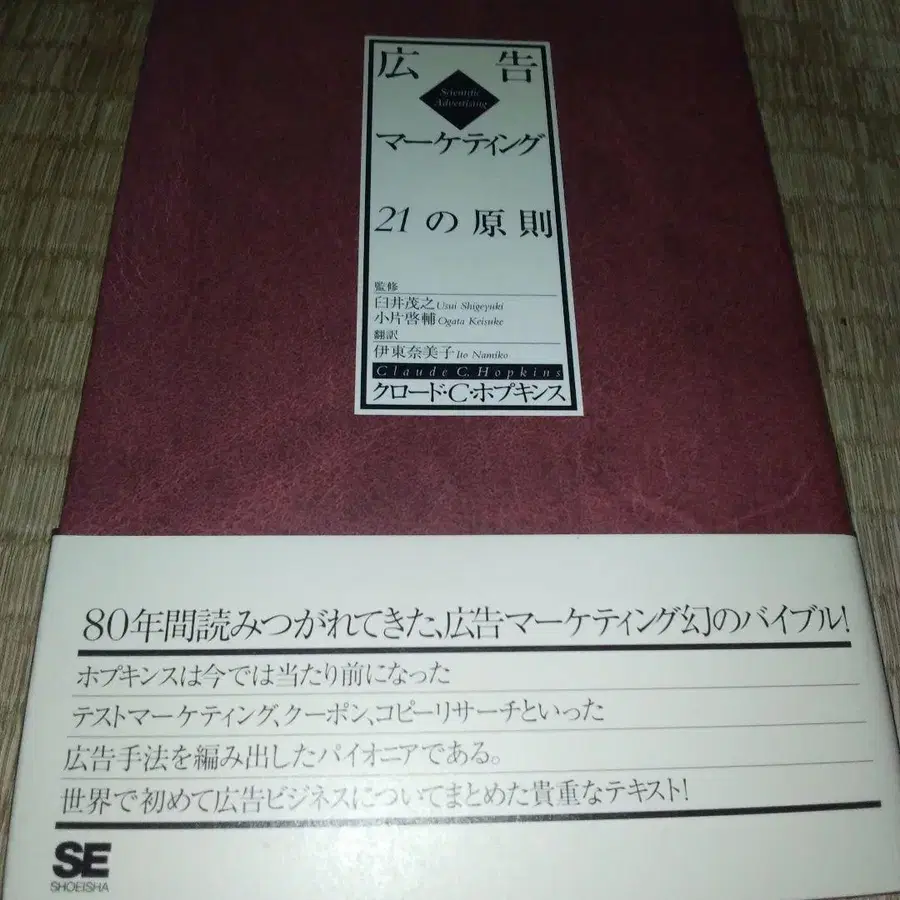 広告
Scientific
Advertising
マーケティング
21の原則
監修
臼井茂之 Usui Shigeyuki
小片啓輔 Ogata Keisuke
翻訳
伊東奈美子 Ito Namiko
Claude C. Hopkins
クロード・C・ホプキンス
80年間読みつがれてきた、広告マーケティング幻のバイブル!
ホプキンスは今では当たり前になった
テストマーケティング、クーポン、コピーリサーチといった
広告手法を編み出したパイオニアである。
世界で初めて広告ビジネスについてまとめた貴重なテキスト!
SE
SHOEISHA